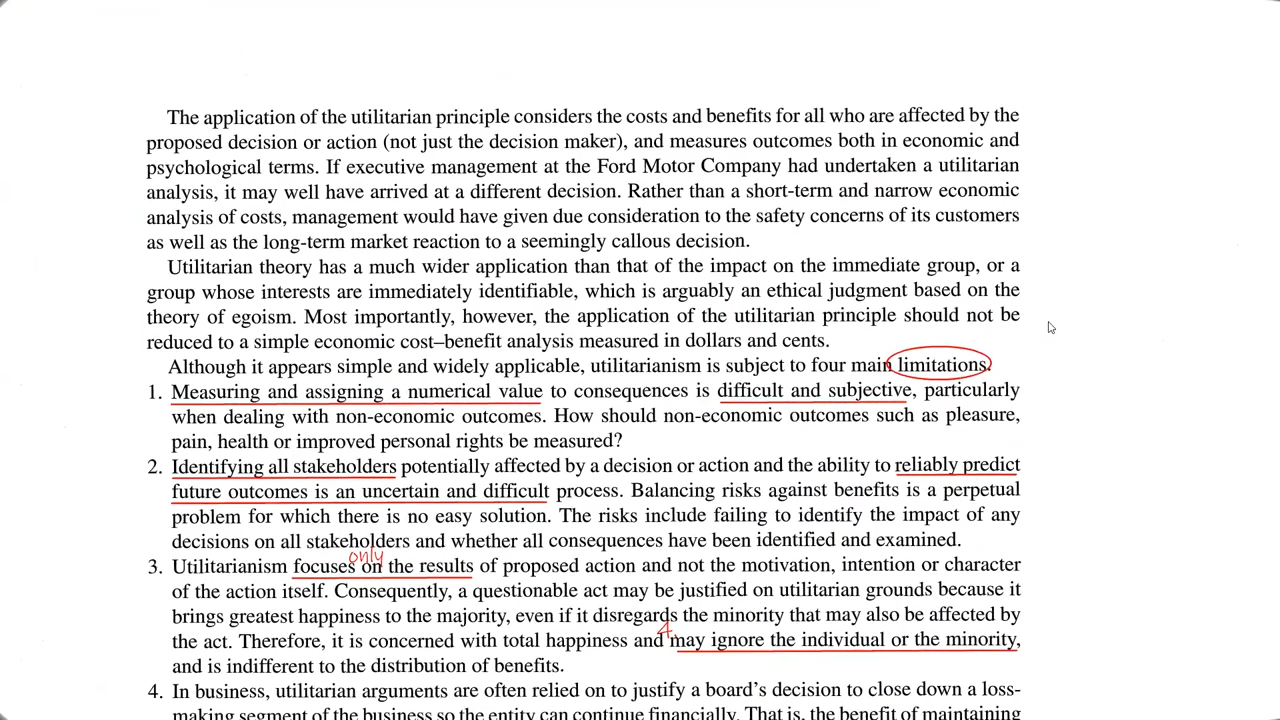 The application of the utilitarian principle considers the costs and benefits for all who are affected by the
proposed decision or action (not just the decision maker), and measures outcomes both in economic and
psychological terms. If executive management at the Ford Motor Company had undertaken a utilitarian
analysis, it may well have arrived at a different decision. Rather than a short-term and narrow economic
analysis of costs, management would have given due consideration to the safety concerns of its customers
as well as the long-term market reaction to a seemingly callous decision.
Utilitarian theory has a much wider application than that of the impact on the immediate group, or a
group whose interests are immediately identifiable, which is arguably an ethical judgment based on the
theory of egoism. Most importantly, however, the application of the utilitarian principle should not be
reduced to a simple economic cost–benefit analysis measured in dollars and cents.
Although it appears simple and widely applicable, utilitarianism is subject to four main limitations.
1. Measuring and assigning a numerical value to consequences is difficult and subjective, particularly
when dealing with non-economic outcomes. How should non-economic outcomes such as pleasure,
pain, health or improved personal rights be measured?
2. Identifying all stakeholders potentially affected by a decision or action and the ability to reliably predict
future outcomes is an uncertain and difficult process. Balancing risks against benefits is a perpetual
problem for which there is no easy solution. The risks include failing to identify the impact of any
decisions on all stakeholders and whether all consequences have been identified and examined.
only
3. Utilitarianism focuses on the results of proposed action and not the motivation, intention or character
of the action itself. Consequently, a questionable act may be justified on utilitarian grounds because it
brings greatest happiness to the majority, even if it disregards the minority that may also be affected by
4.
the act. Therefore, it is concerned with total happiness and may ignore the individual or the minority,
and is indifferent to the distribution of benefits.
4. In business, utilitarian arguments are often relied on to justify a board's decision to close down a loss-
making segment of the business so the entity can continue financially. That is, the benefit of maintaining